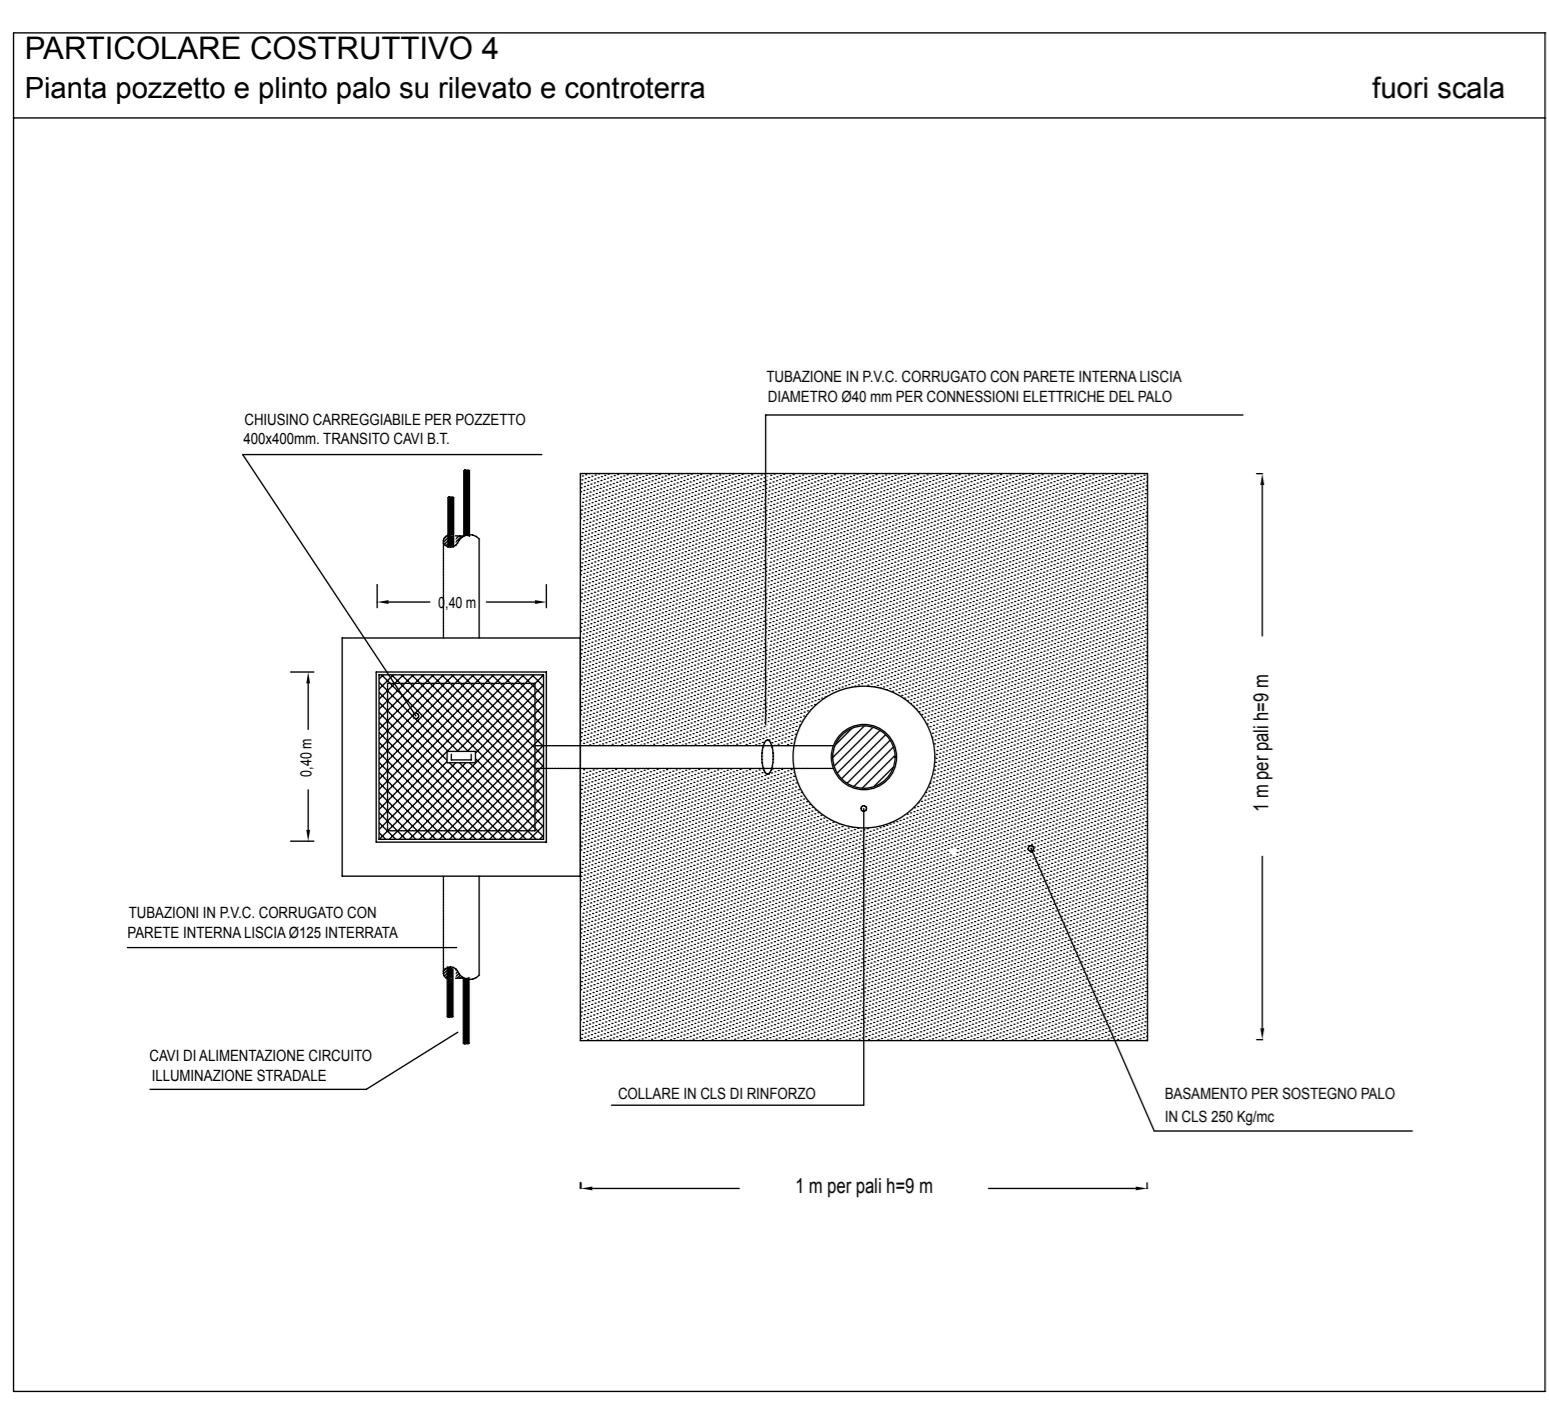 PARTICOLARE COSTRUTTIVO 4
Pianta pozzetto e plinto palo su rilevato e controterra
fuori scala
TUBAZIONE IN P.V.C. CORRUGATO CON PARETE INTERNA LISCIA
DIAMETRO Ø40 mm PER CONNESSIONI ELETTRICHE DEL PALO
CHIUSINO CARREGGIABILE PER POZZETTO
400x400mm. TRANSITO CAVI B.T.
0,40 m
0,40 m
1 m per pali h=9 m
TUBAZIONI IN P.V.C. CORRUGATO CON
PARETE INTERNA LISCIA Ø125 INTERRATA
CAVI DI ALIMENTAZIONE CIRCUITO
ILLUMINAZIONE STRADALE
COLLARE IN CLS DI RINFORZO
BASAMENTO PER SOSTEGNO PALO
IN CLS 250 Kg/mc
1 m per pali h=9 m